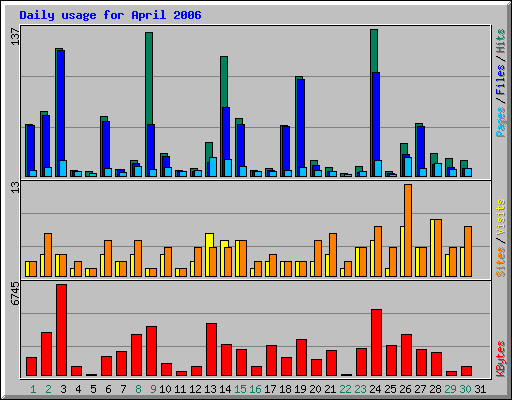 Daily usage for April 2006
137
Pages / Files / Hits
13
Sites / Visits
6745
KBytes
1 2 3 4 5 6 7 8 9 10 11 12 13 14 15 16 17 18 19 20 21 22 23 24 25 26 27 28 29 30 31